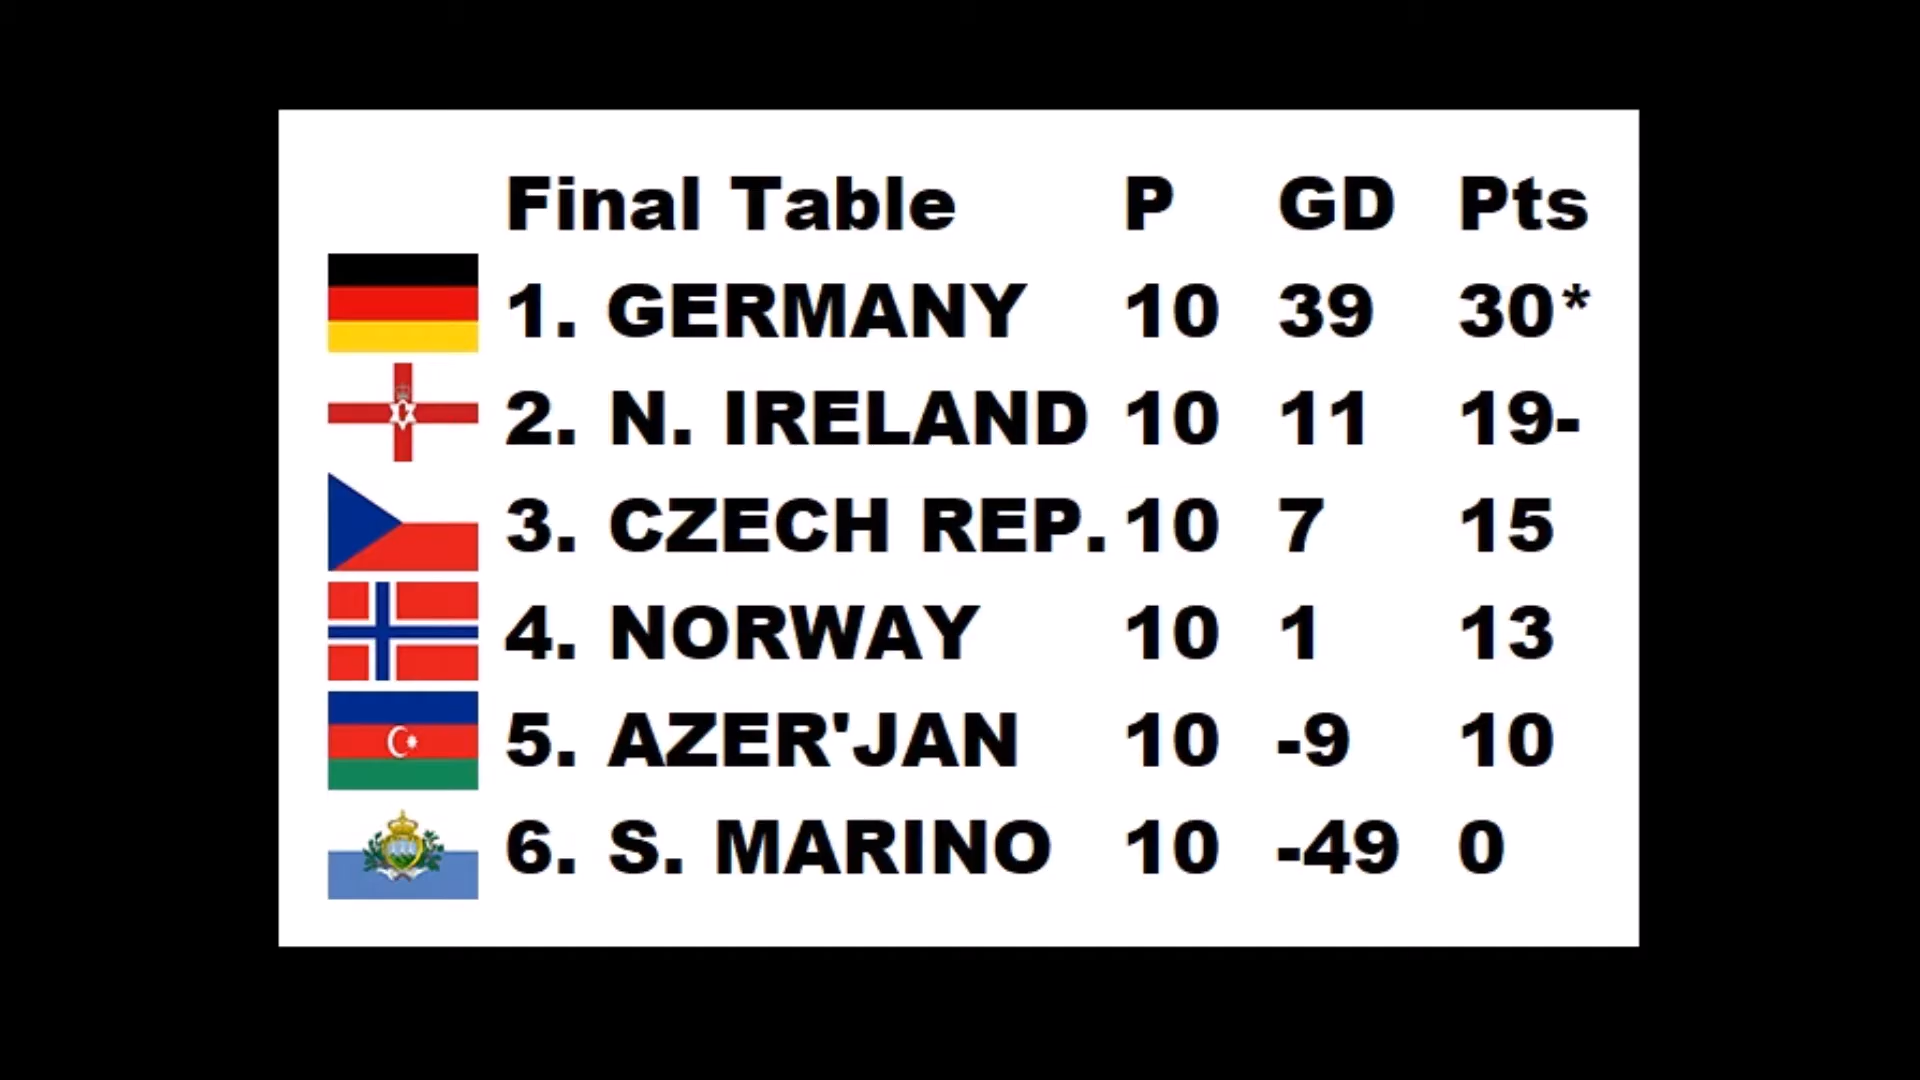 Final Table P GD Pts
1. GERMANY 10 39 30*
2. N. IRELAND 10 11 19-
3. CZECH REP. 10 7 15
4. NORWAY 10 1 13
5. AZER'JAN 10 -9 10
6. S. MARINO 10 -49 0